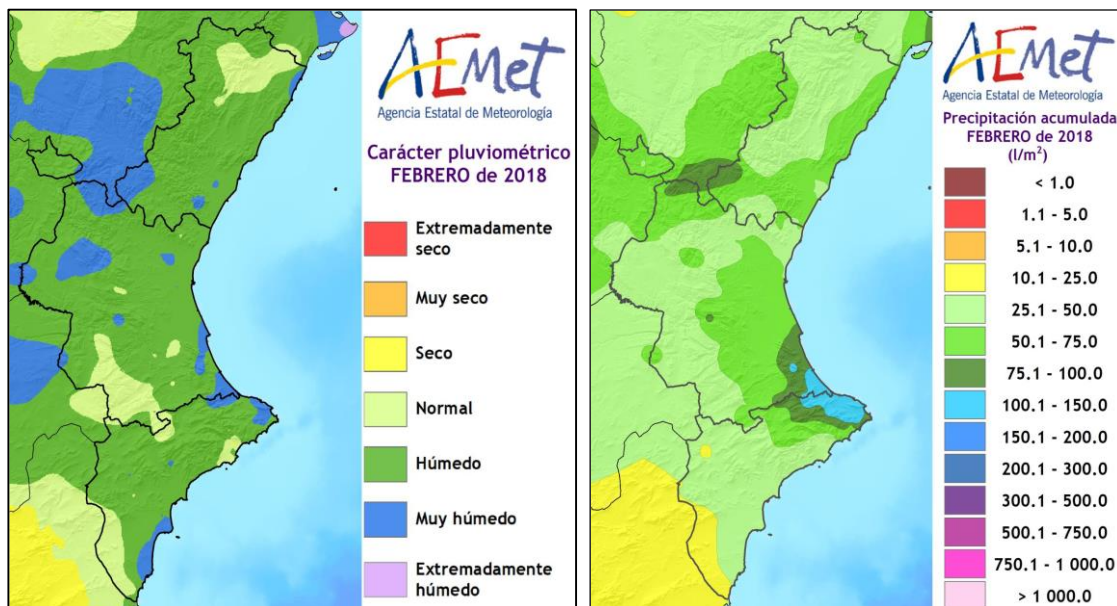 AEMet
Agencia Estatal de Meteorología
Carácter pluviométrico
FEBRERO de 2018
Extremadamente
seco
Muy seco
Seco
Normal
Húmedo
Muy húmedo
Extremadamente
húmedo
AEMet
Agencia Estatal de Meteorología
Precipitación acumulada
FEBRERO de 2018
(l/m²)
< 1.0
1.1 - 5.0
5.1 - 10.0
10.1 - 25.0
25.1 - 50.0
50.1 - 75.0
75.1 - 100.0
100.1 - 150.0
150.1 - 200.0
200.1 - 300.0
300.1 - 500.0
500.1 - 750.0
750.1 - 1 000.0
> 1 000.0